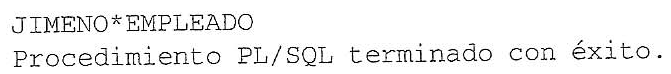 JIMENO*EMPLEADO
Procedimiento PL/SQL terminado con éxito.